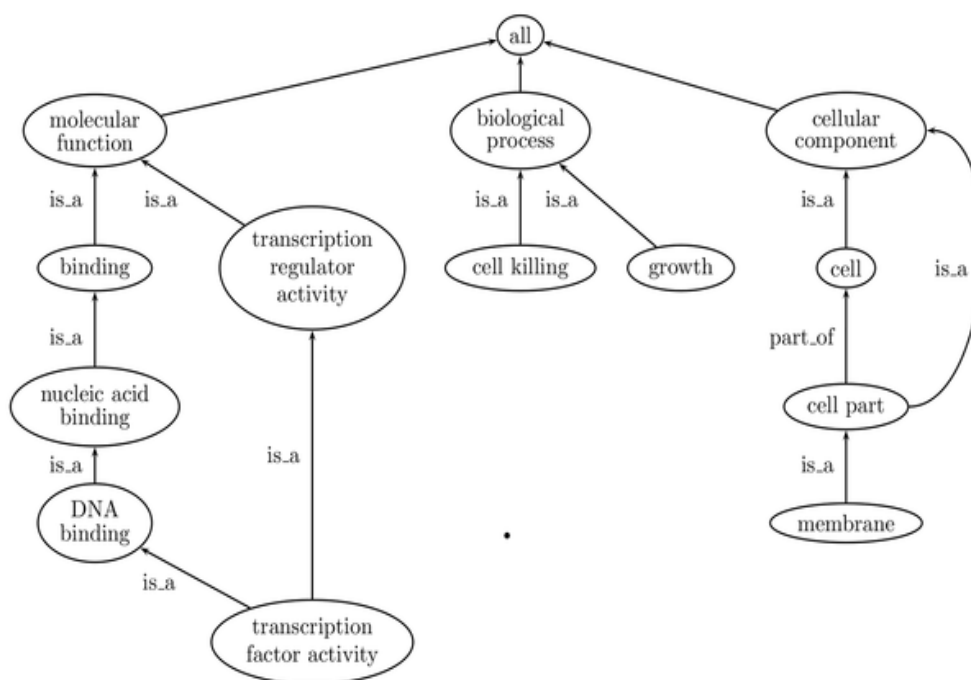 all
molecular
function
biological
process
cellular
component
is_a
is_a
is_a
is_a
is_a
transcription
regulator
activity
binding
cell killing
growth
cell
is_a
is_a
part_of
nucleic acid
binding
cell part
is_a
is_a
is_a
DNA
binding
membrane
is_a
transcription
factor activity